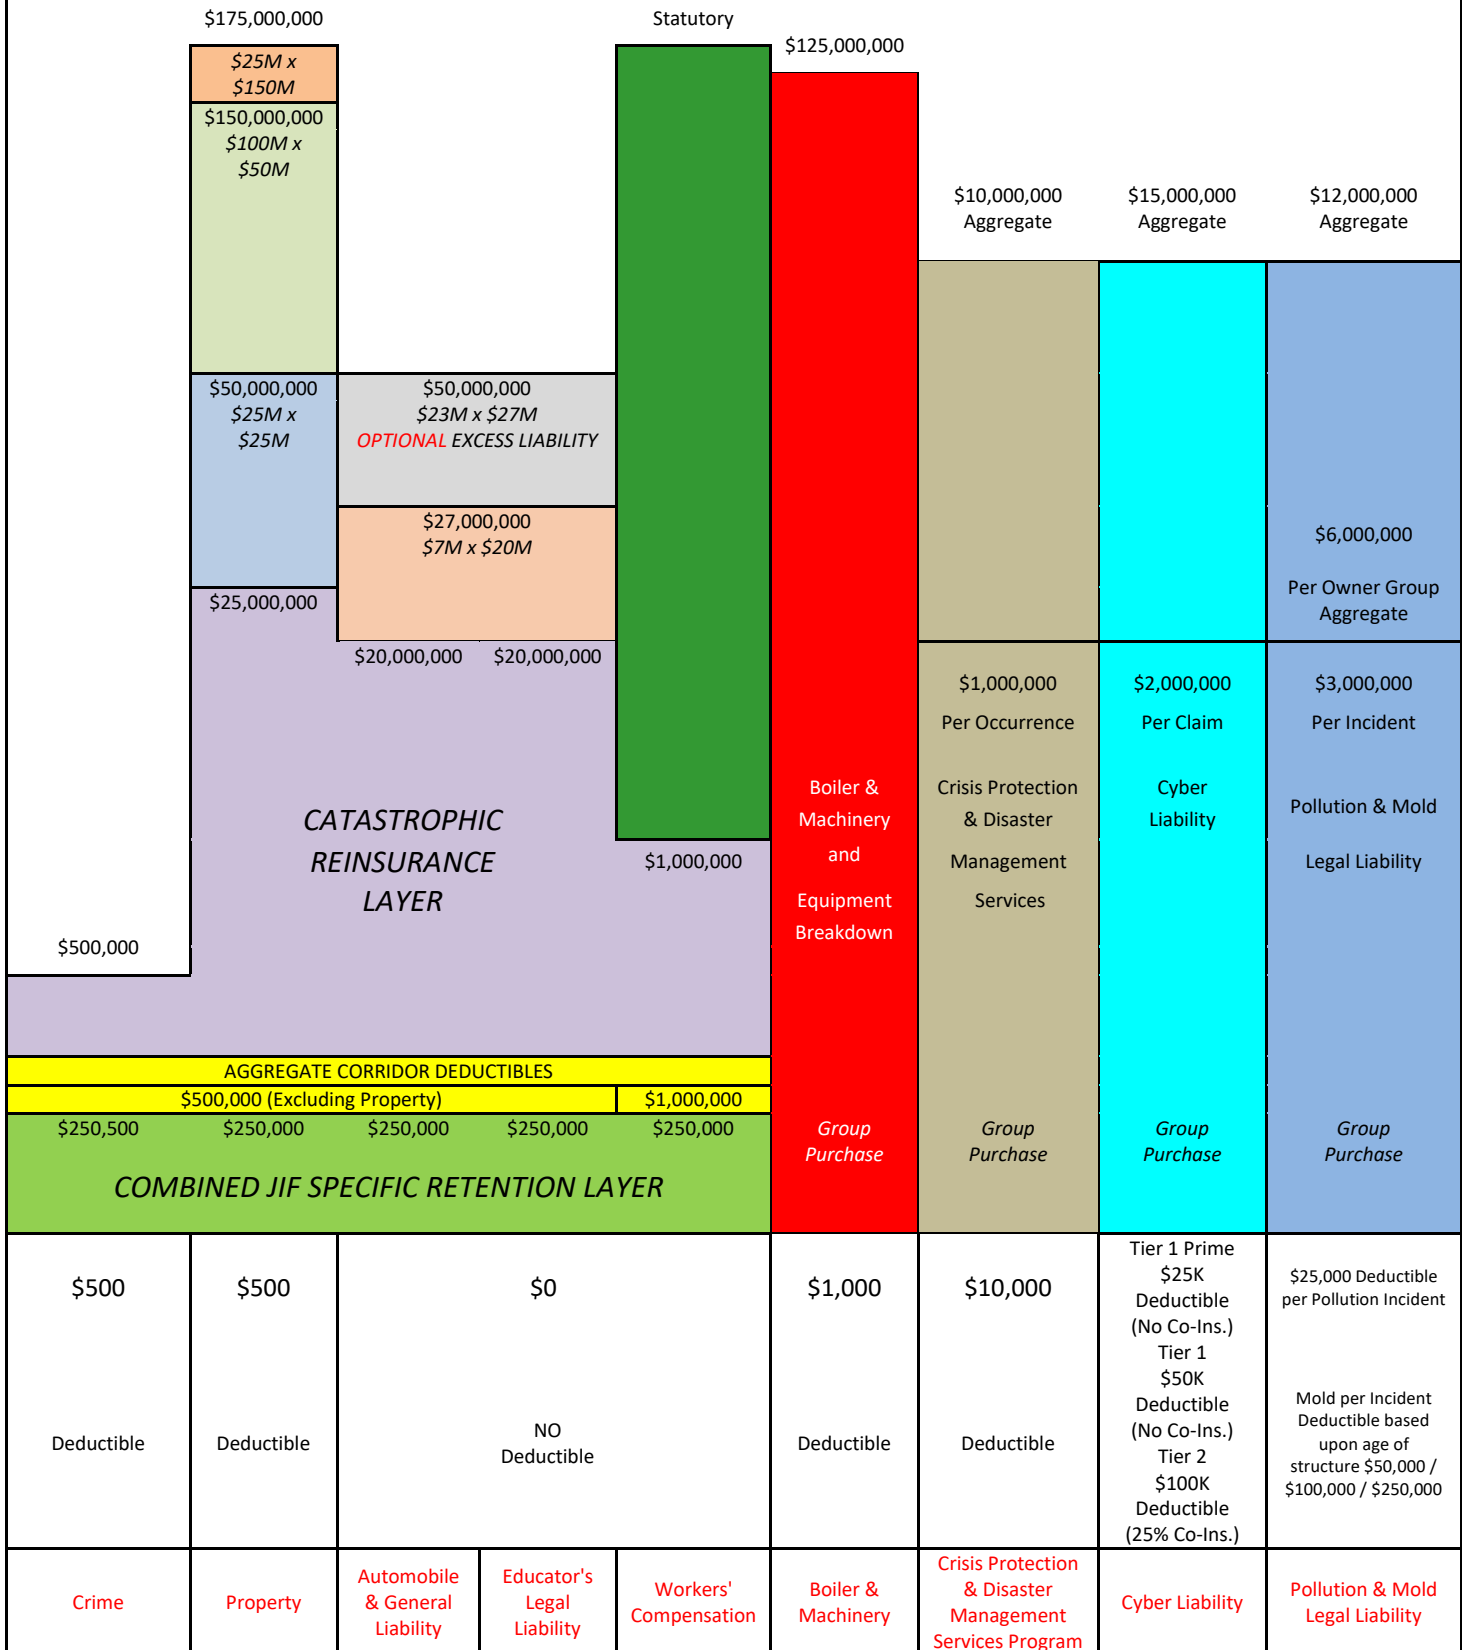 $175,000,000
Statutory
$125,000,000
$25M x
$150M
$150,000,000
$100M x
$50M
$10,000,000
Aggregate
$15,000,000
Aggregate
$12,000,000
Aggregate
$50,000,000
$25M x
$25M
$50,000,000
$23M x $27M
OPTIONAL EXCESS LIABILITY
$27,000,000
$7M x $20M
$6,000,000
Per Owner Group
Aggregate
$25,000,000
$20,000,000
$20,000,000
$1,000,000
Per Occurrence
$2,000,000
Per Claim
$3,000,000
Per Incident
CATASTROPHIC
REINSURANCE
LAYER
$1,000,000
Boiler &
Machinery
and
Equipment
Breakdown
Crisis Protection
& Disaster
Management
Services
Cyber
Liability
Pollution & Mold
Legal Liability
$500,000
AGGREGATE CORRIDOR DEDUCTIBLES
$500,000 (Excluding Property)
$1,000,000
$250,500
$250,000
$250,000
$250,000
$250,000
COMBINED JIF SPECIFIC RETENTION LAYER
Group
Purchase
Group
Purchase
Group
Purchase
Group
Purchase
$500
Deductible
$500
Deductible
$0
NO
Deductible
$1,000
Deductible
$10,000
Deductible
Tier 1 Prime
$25K
Deductible
(No Co-Ins.)
Tier 1
$50K
Deductible
(No Co-Ins.)
Tier 2
$100K
Deductible
(25% Co-Ins.)
$25,000 Deductible
per Pollution Incident
Mold per Incident
Deductible based
upon age of
structure $50,000 /
$100,000 / $250,000
Crime
Property
Automobile
& General
Liability
Educator's
Legal
Liability
Workers'
Compensation
Boiler &
Machinery
Crisis Protection
& Disaster
Management
Services Program
Cyber Liability
Pollution & Mold
Legal Liability